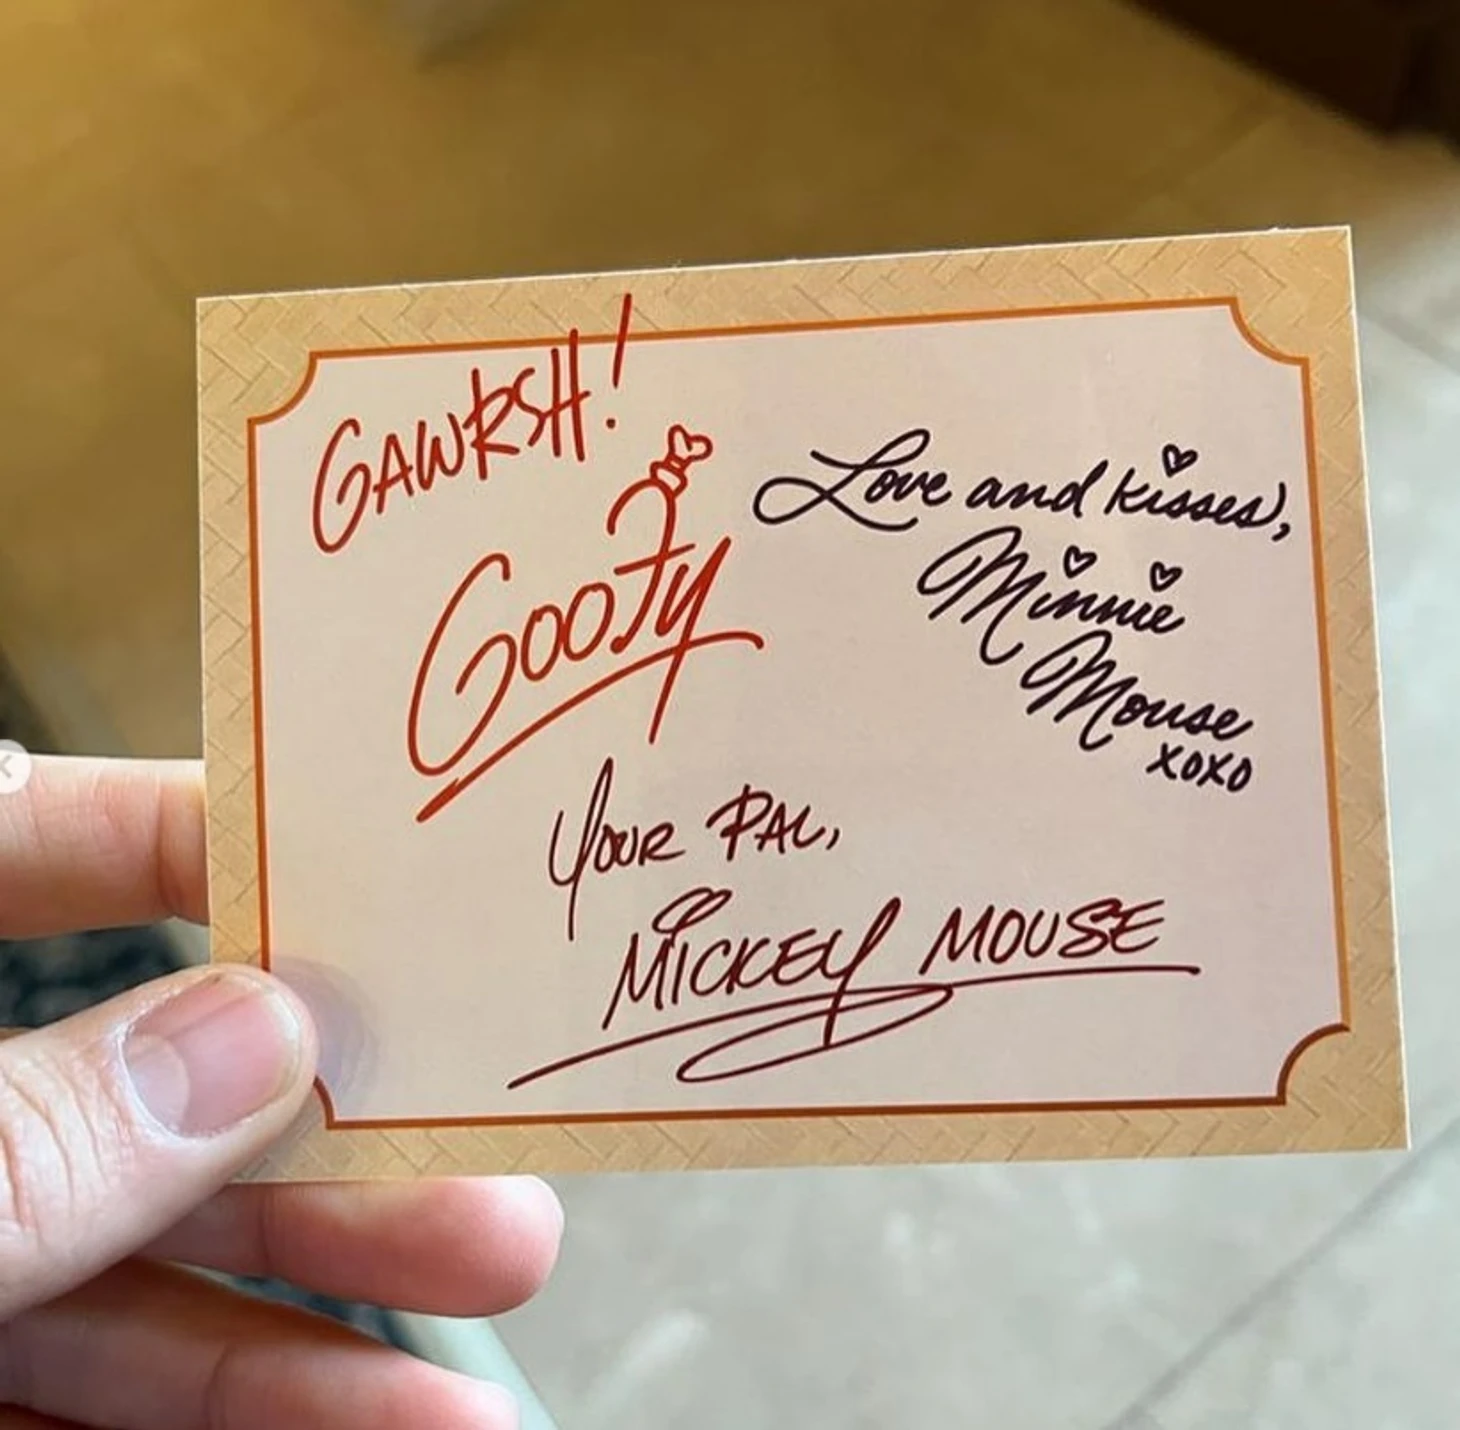 GAWRSH!
Goofy
Love and kisses,
Minnie
Mouse
xoxo
Your PAL,
MICKEY MOUSE